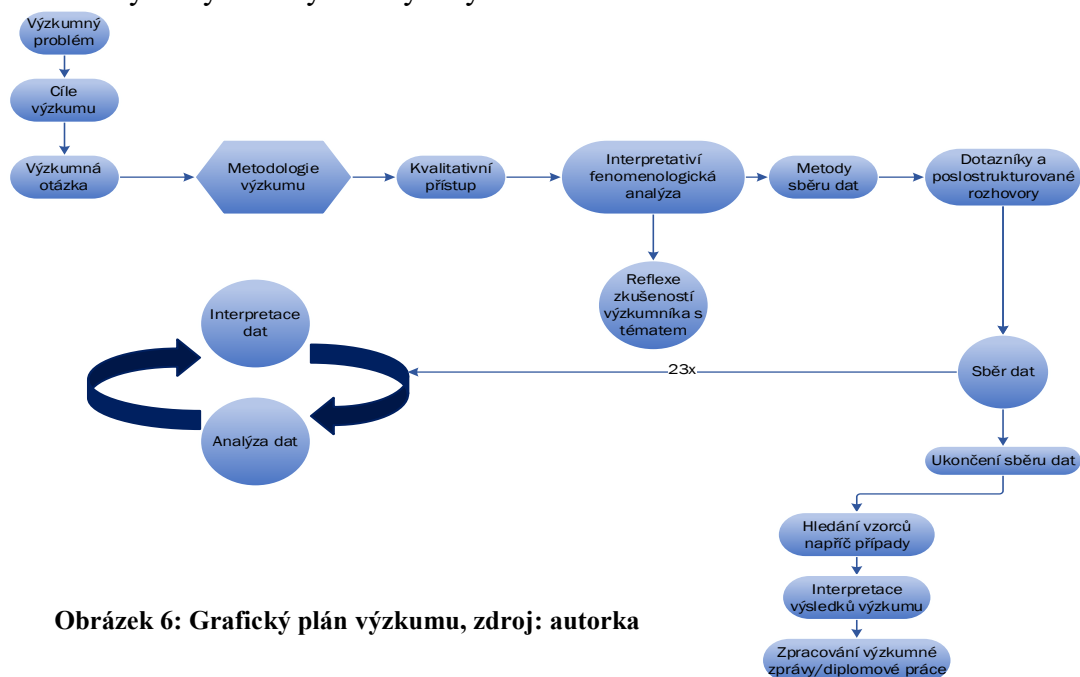 Výzkumný
problém
Cíle
výzkumu
Výzkumná
otázka
Metodologie
výzkumu
Kvalitativní
přístup
Interpretativí
fenomenologická
analýza
Metody
sběru dat
Dotazníky a
poslostrukturované
rozhovory
Reflexe
zkušeností
výzkumníka s
tématem
Interpretace
dat
23x
Sběr dat
Analýza dat
Ukončení sběru dat
Hledání vzorců
napříč případy
Interpretace
výsledků výzkumu
Zpracování výzkumné
zprávy/diplomové práce
Obrázek 6: Grafický plán výzkumu, zdroj: autorka